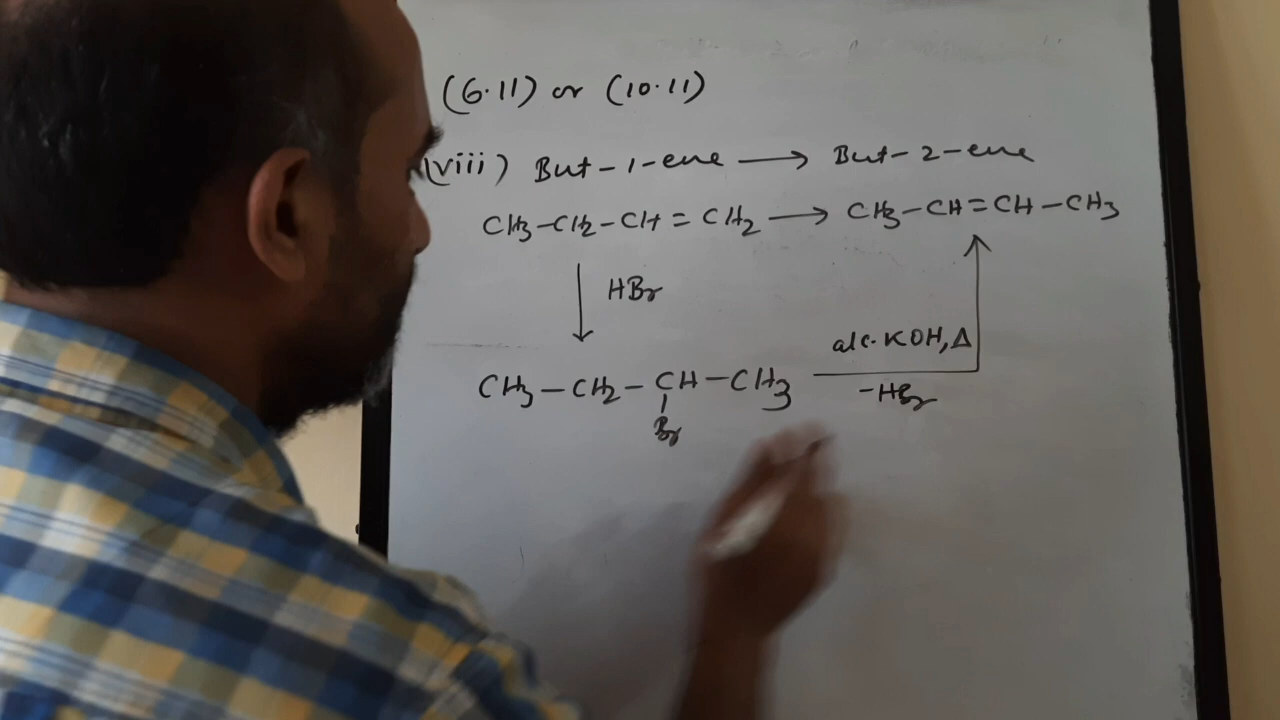 (6.11) or (10.11)
(viii) But-1-ene ⟶ But-2-ene
CH3-CH2-CH=CH2 ⟶ CH3-CH=CH-CH3
HBr
alc. KOH, Δ
CH3-CH2-CH-CH3
-HBr
Br